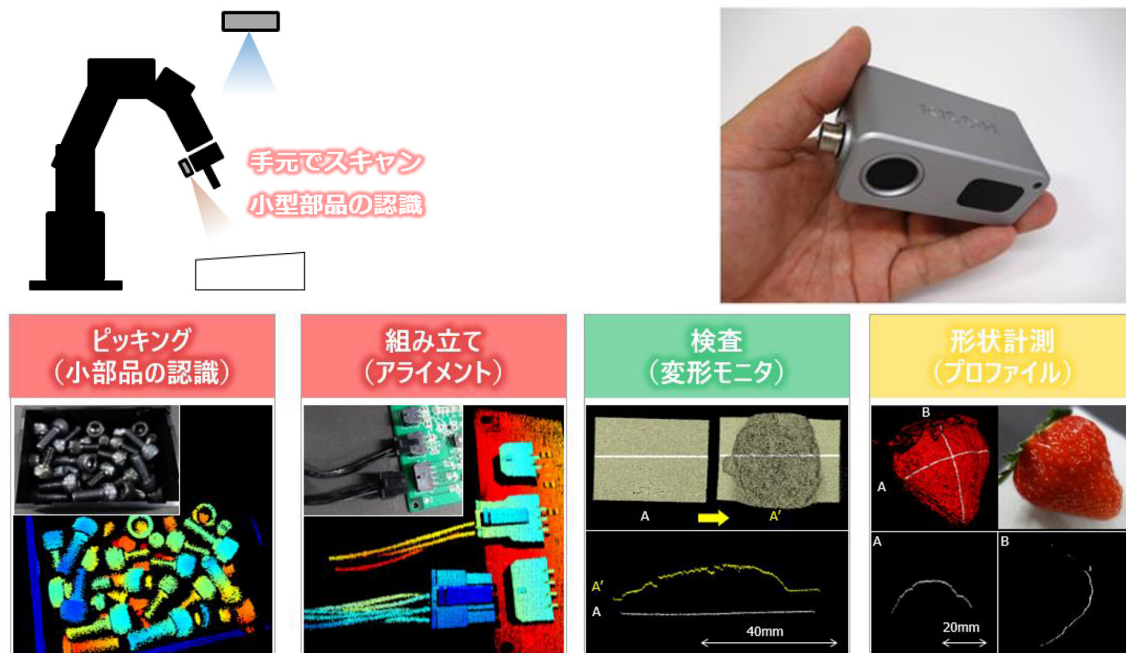 手元でスキャン
小型部品の認識
RICOH
ピッキング
(小部品の認識)
組み立て
(アライメント)
検査
(変形モニタ)
形状計測
(プロファイル)
A
A'
A'
A
40mm
B
A
A
B
20mm